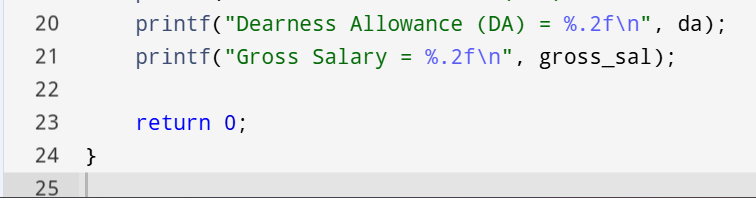 20 printf("Dearness Allowance (DA) = %.2f\n", da);
21 printf("Gross Salary = %.2f\n", gross_sal);
22
23 return 0;
24 }
25